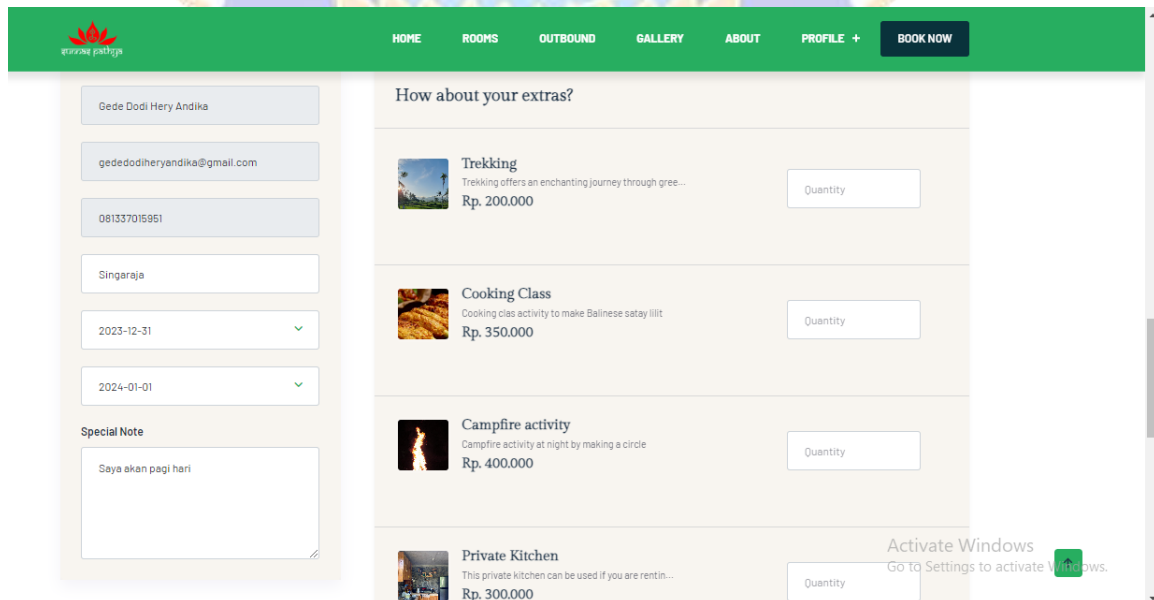 sunnas pathya
HOME ROOMS OUTBOUND GALLERY ABOUT PROFILE + BOOK NOW
Gede Dodi Hery Andika
gededodiheryandika@gmail.com
081337015951
Singaraja
2023-12-31
2024-01-01
Special Note
Saya akan pagi hari
How about your extras?
Trekking
Trekking offers an enchanting journey through gree...
Rp. 200.000
Quantity
Cooking Class
Cooking clas activity to make Balinese satay lilit
Rp. 350.000
Quantity
Campfire activity
Campfire activity at night by making a circle
Rp. 400.000
Quantity
Private Kitchen
This private kitchen can be used if you are rentin...
Rp. 300.000
Quantity
Activate Windows
Go to Settings to activate Windows.